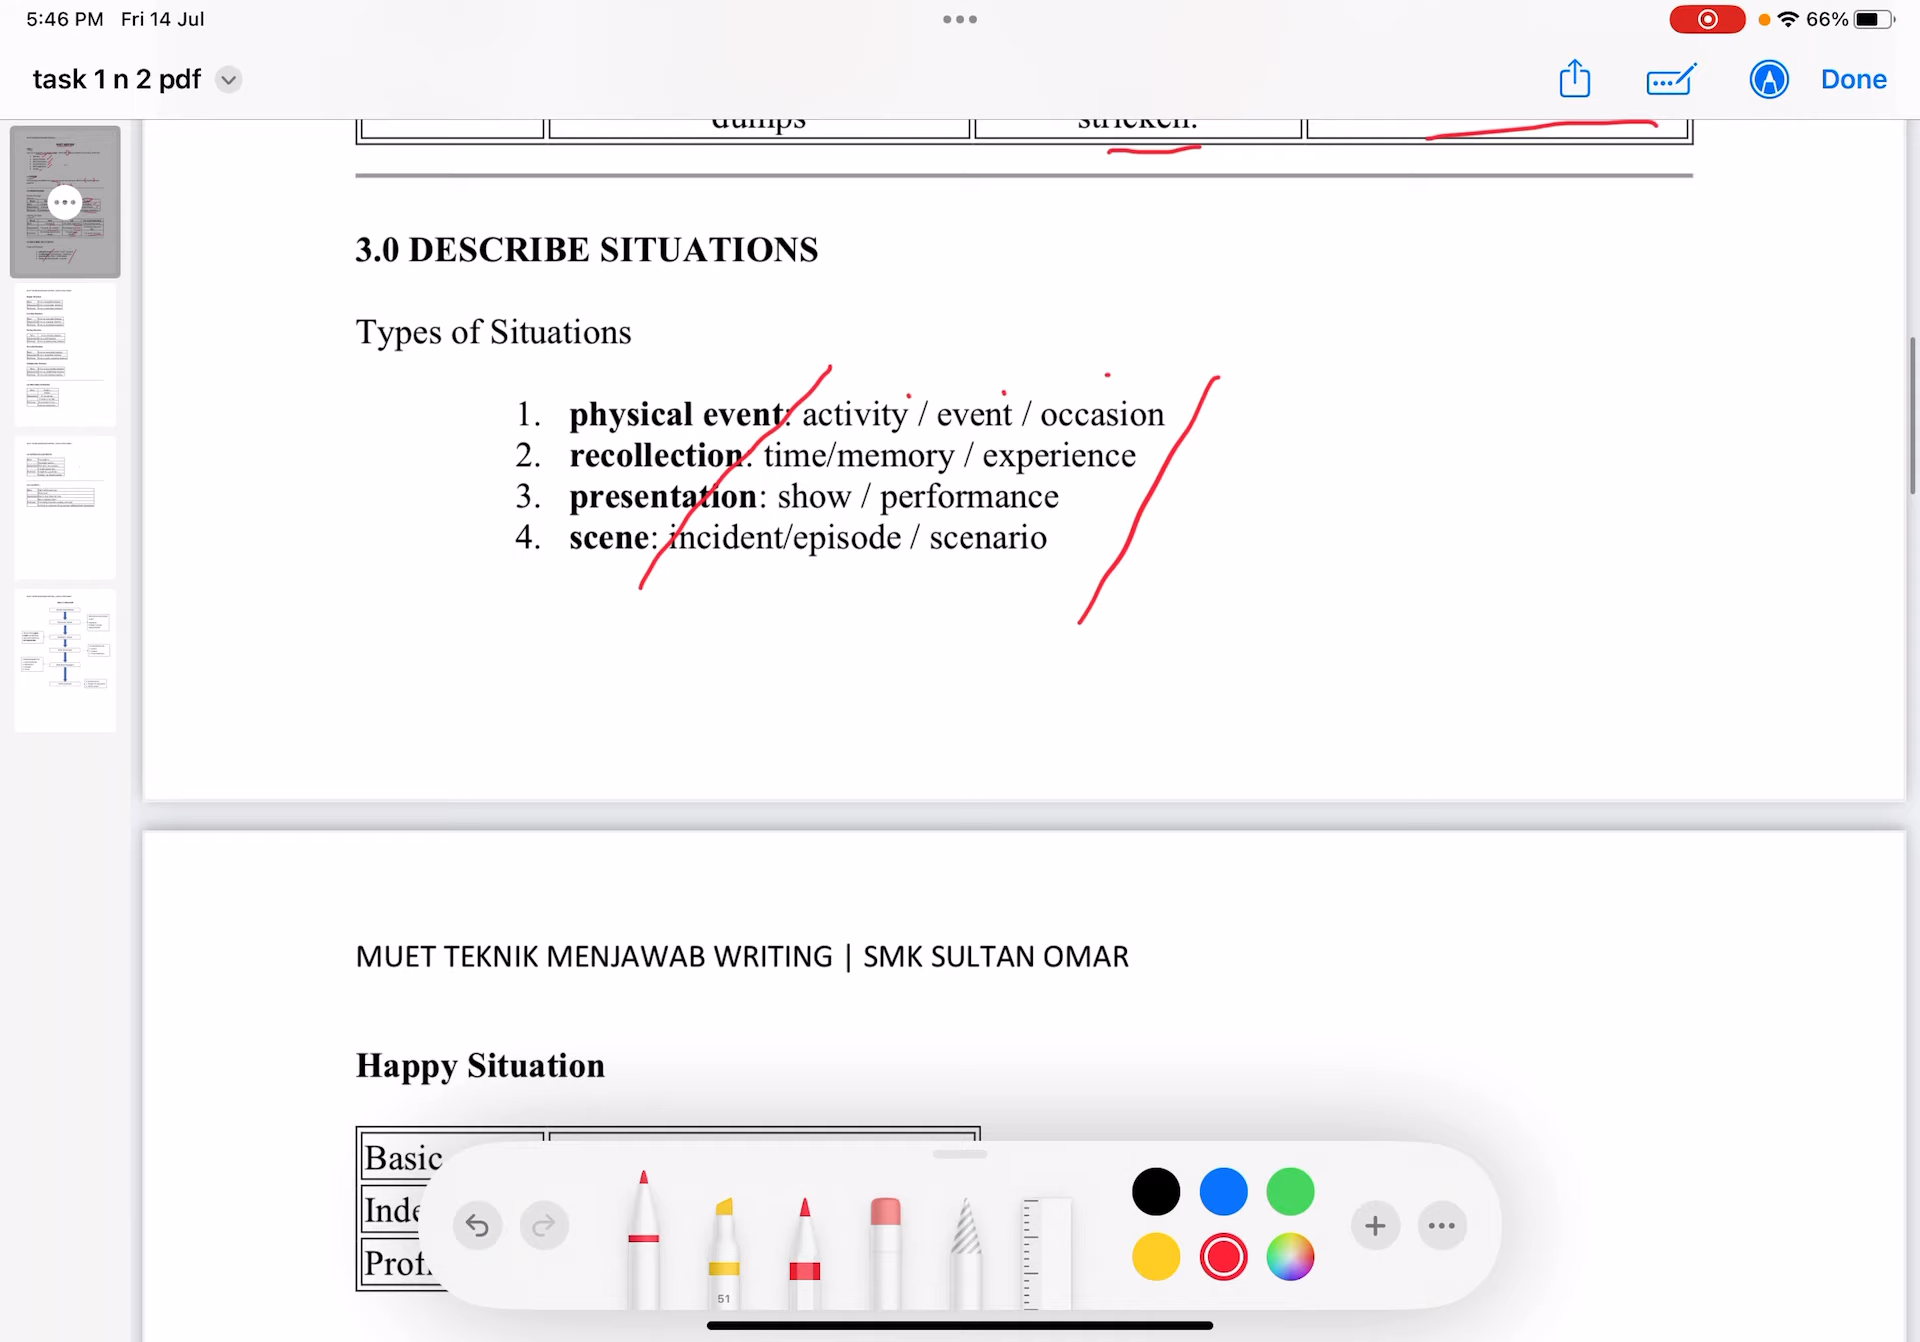 5:46 PM Fri 14 Jul
66%
task 1 n 2 pdf
Done
dumps
stricken.
3.0 DESCRIBE SITUATIONS
Types of Situations
1. physical event: activity / event / occasion
2. recollection: time/memory / experience
3. presentation: show / performance
4. scene: incident/episode / scenario
MUET TEKNIK MENJAWAB WRITING | SMK SULTAN OMAR
Happy Situation
Basic
51